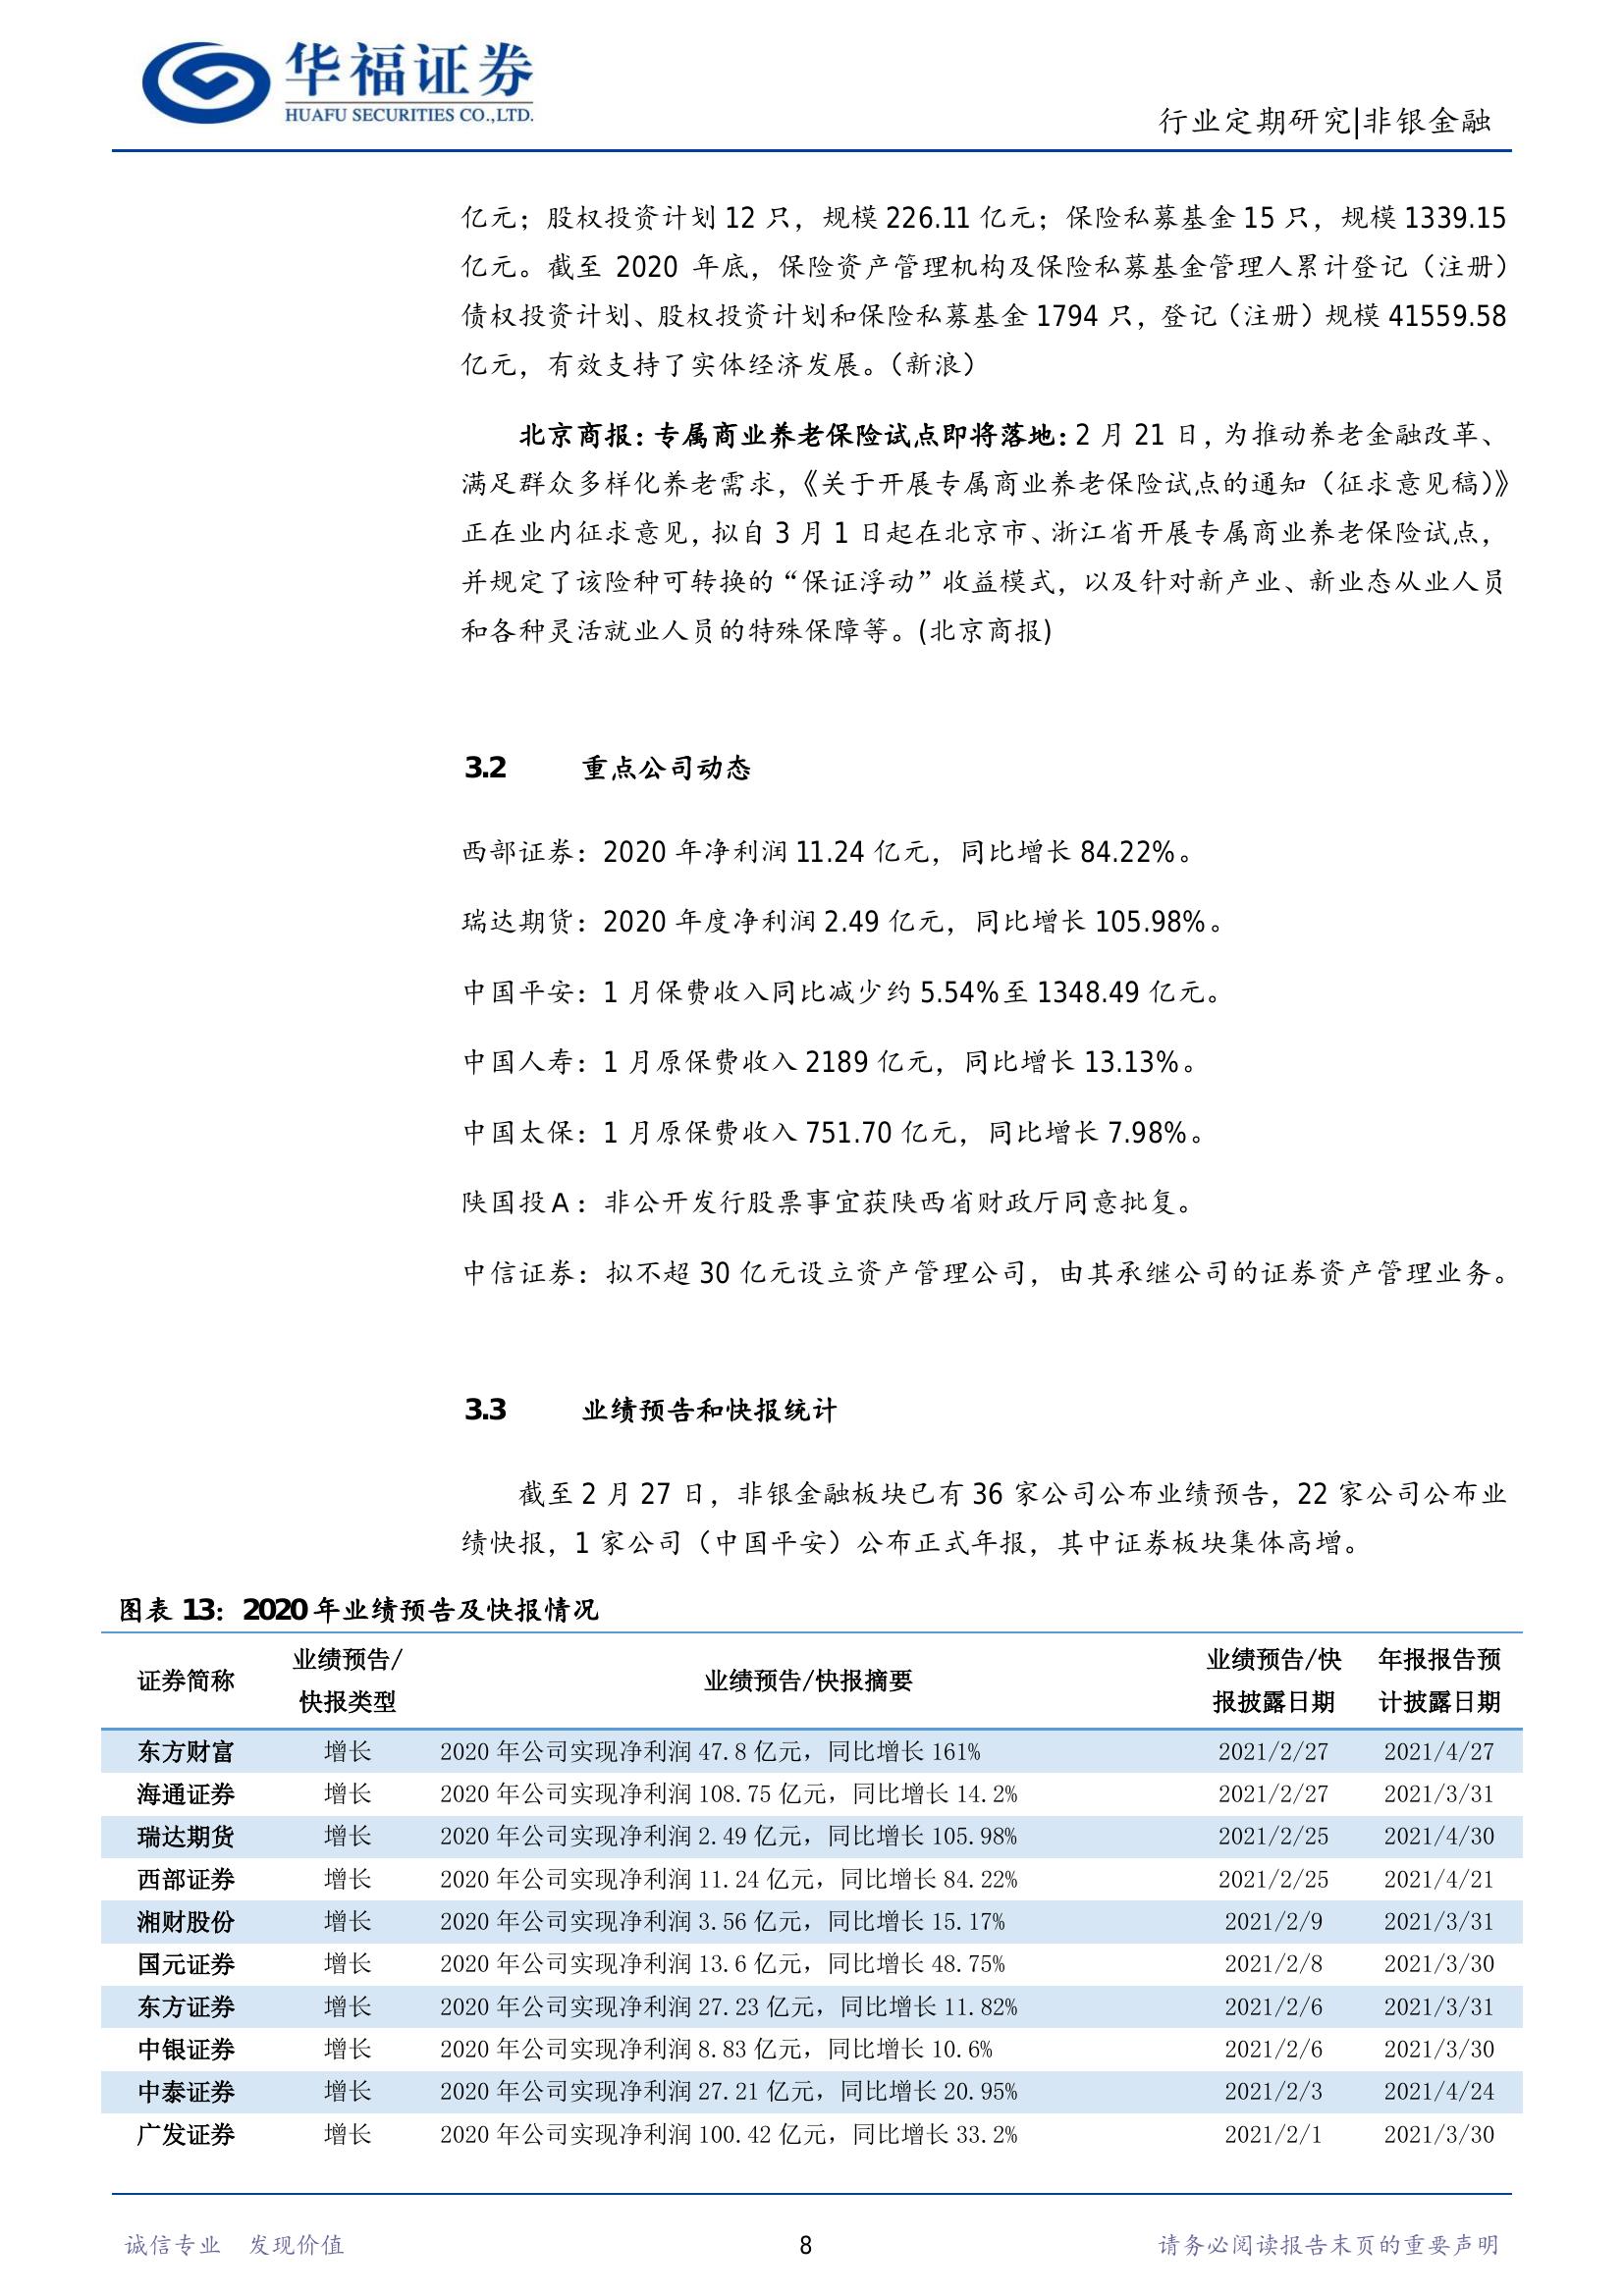 华福证券
HUAFU SECURITIES CO.,LTD.
行业定期研究|非银金融
亿元；股权投资计划 12 只，规模 226.11 亿元；保险私募基金 15 只，规模 1339.15
亿元。截至 2020 年底，保险资产管理机构及保险私募基金管理人累计登记（注册）
债权投资计划、股权投资计划和保险私募基金 1794 只，登记（注册）规模 41559.58
亿元，有效支持了实体经济发展。（新浪）
北京商报：专属商业养老保险试点即将落地：2 月 21 日，为推动养老金融改革、
满足群众多样化养老需求，《关于开展专属商业养老保险试点的通知（征求意见稿）》
正在业内征求意见，拟自 3 月 1 日起在北京市、浙江省开展专属商业养老保险试点，
并规定了该险种可转换的“保证浮动”收益模式，以及针对新产业、新业态从业人员
和各种灵活就业人员的特殊保障等。(北京商报)
3.2 重点公司动态
西部证券：2020 年净利润 11.24 亿元，同比增长 84.22%。
瑞达期货：2020 年度净利润 2.49 亿元，同比增长 105.98%。
中国平安：1 月保费收入同比减少约 5.54%至 1348.49 亿元。
中国人寿：1 月原保费收入 2189 亿元，同比增长 13.13%。
中国太保：1 月原保费收入 751.70 亿元，同比增长 7.98%。
陕国投 A：非公开发行股票事宜获陕西省财政厅同意批复。
中信证券：拟不超 30 亿元设立资产管理公司，由其承继公司的证券资产管理业务。
3.3 业绩预告和快报统计
截至 2 月 27 日，非银金融板块已有 36 家公司公布业绩预告，22 家公司公布业
绩快报，1 家公司（中国平安）公布正式年报，其中证券板块集体高增。
图表 13：2020 年业绩预告及快报情况
证券简称 业绩预告/快报类型 业绩预告/快报摘要 业绩预告/快报披露日期 年报报告预计披露日期
东方财富 增长 2020 年公司实现净利润 47.8 亿元，同比增长 161% 2021/2/27 2021/4/27
海通证券 增长 2020 年公司实现净利润 108.75 亿元，同比增长 14.2% 2021/2/27 2021/3/31
瑞达期货 增长 2020 年公司实现净利润 2.49 亿元，同比增长 105.98% 2021/2/25 2021/4/30
西部证券 增长 2020 年公司实现净利润 11.24 亿元，同比增长 84.22% 2021/2/25 2021/4/21
湘财股份 增长 2020 年公司实现净利润 3.56 亿元，同比增长 15.17% 2021/2/9 2021/3/31
国元证券 增长 2020 年公司实现净利润 13.6 亿元，同比增长 48.75% 2021/2/8 2021/3/30
东方证券 增长 2020 年公司实现净利润 27.23 亿元，同比增长 11.82% 2021/2/6 2021/3/31
中银证券 增长 2020 年公司实现净利润 8.83 亿元，同比增长 10.6% 2021/2/6 2021/3/30
中泰证券 增长 2020 年公司实现净利润 27.21 亿元，同比增长 20.95% 2021/2/3 2021/4/24
广发证券 增长 2020 年公司实现净利润 100.42 亿元，同比增长 33.2% 2021/2/1 2021/3/30
诚信专业 发现价值 8 请务必阅读报告末页的重要声明